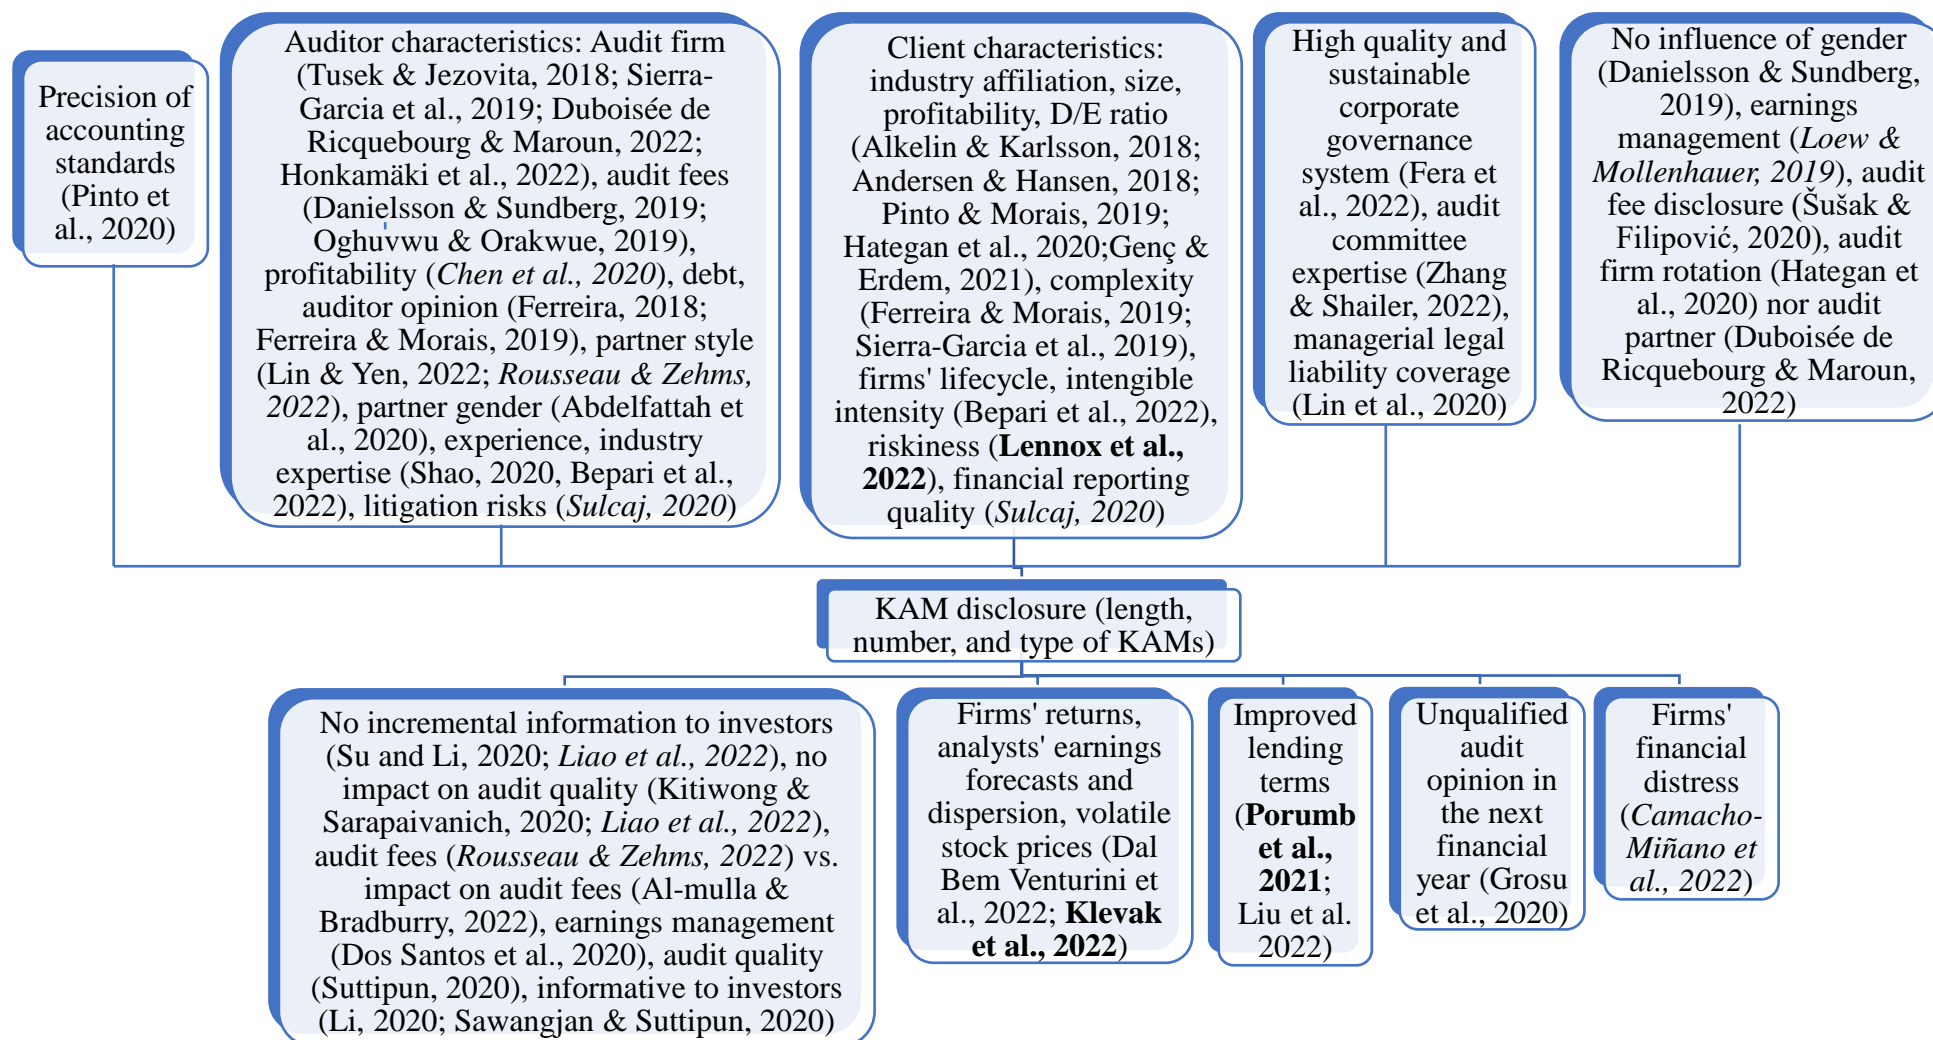 Precision of
accounting
standards
(Pinto et
al., 2020)
Auditor characteristics: Audit firm
(Tusek & Jezovita, 2018; Sierra-
Garcia et al., 2019; Duboisée de
Ricquebourg & Maroun, 2022;
Honkamäki et al., 2022), audit fees
(Danielsson & Sundberg, 2019;
Oghuvwu & Orakwue, 2019),
profitability (Chen et al., 2020), debt,
auditor opinion (Ferreira, 2018;
Ferreira & Morais, 2019), partner style
(Lin & Yen, 2022; Rousseau & Zehms,
2022), partner gender (Abdelfattah et
al., 2020), experience, industry
expertise (Shao, 2020, Bepari et al.,
2022), litigation risks (Sulcaj, 2020)
Client characteristics:
industry affiliation, size,
profitability, D/E ratio
(Alkelin & Karlsson, 2018;
Andersen & Hansen, 2018;
Pinto & Morais, 2019;
Hategan et al., 2020;Genç &
Erdem, 2021), complexity
(Ferreira & Morais, 2019;
Sierra-Garcia et al., 2019),
firms' lifecycle, intengible
intensity (Bepari et al., 2022),
riskiness (Lennox et al.,
2022), financial reporting
quality (Sulcaj, 2020)
High quality and
sustainable
corporate
governance
system (Fera et
al., 2022), audit
committee
expertise (Zhang
& Shailer, 2022),
managerial legal
liability coverage
(Lin et al., 2020)
No influence of gender
(Danielsson & Sundberg,
2019), earnings
management (Loew &
Mollenhauer, 2019), audit
fee disclosure (Šušak &
Filipović, 2020), audit
firm rotation (Hategan et
al., 2020) nor audit
partner (Duboisée de
Ricquebourg & Maroun,
2022)
KAM disclosure (length,
number, and type of KAMs)
No incremental information to investors
(Su and Li, 2020; Liao et al., 2022), no
impact on audit quality (Kitiwong &
Sarapaivanich, 2020; Liao et al., 2022),
audit fees (Rousseau & Zehms, 2022) vs.
impact on audit fees (Al-mulla &
Bradburry, 2022), earnings management
(Dos Santos et al., 2020), audit quality
(Suttipun, 2020), informative to investors
(Li, 2020; Sawangjan & Suttipun, 2020)
Firms' returns,
analysts' earnings
forecasts and
dispersion, volatile
stock prices (Dal
Bem Venturini et
al., 2022; Klevak
et al., 2022)
Improved
lending
terms
(Porumb
et al.,
2021;
Liu et al.
2022)
Unqualified
audit
opinion in
the next
financial
year (Grosu
et al., 2020)
Firms'
financial
distress
(Camacho-
Miñano et
al., 2022)